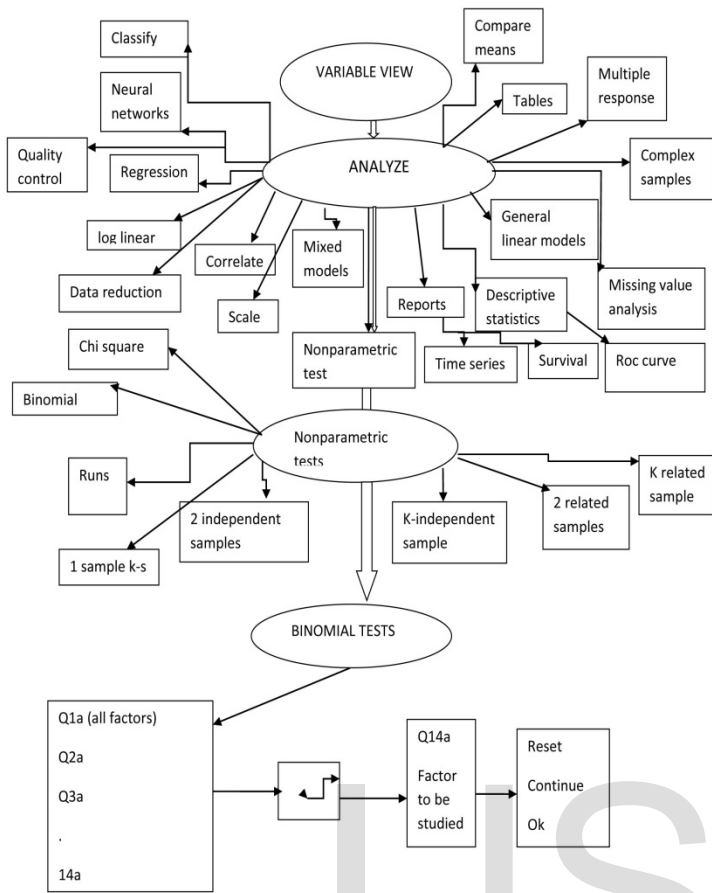 Classify
VARIABLE VIEW
Compare
means
Multiple
response
Neural
networks
Tables
Quality
control
Regression
ANALYZE
Complex
samples
log linear
Correlate
Mixed
models
General
linear models
Data reduction
Scale
Reports
Descriptive
statistics
Missing value
analysis
Chi square
Nonparametric
test
Time series
Survival
Roc curve
Binomial
Nonparametric
tests
Runs
2 independent
samples
K-independent
sample
2 related
samples
K related
sample
1 sample k-s
BINOMIAL TESTS
Q1a (all factors)
Q2a
Q3a
.
14a
Q14a
Factor
to be
studied
Reset
Continue
Ok